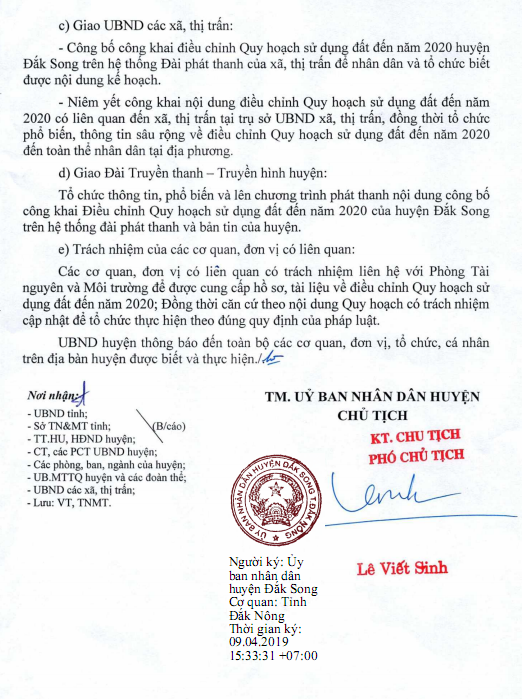 c) Giao UBND các xã, thị trấn:
- Công bố công khai điều chỉnh Quy hoạch sử dụng đất đến năm 2020 huyện
Đắk Song trên hệ thống Đài phát thanh của xã, thị trấn để nhân dân và tổ chức biết
được nội dung kế hoạch.
- Niêm yết công khai nội dung điều chỉnh Quy hoạch sử dụng đất đến năm
2020 có liên quan đến xã, thị trấn tại trụ sở UBND xã, thị trấn, đồng thời tổ chức
phổ biến, thông tin sâu rộng về điều chỉnh Quy hoạch sử dụng đất đến năm 2020
đến toàn thể nhân dân tại địa phương.
d) Giao Đài Truyền thanh – Truyền hình huyện:
Tổ chức thông tin, phổ biến và lên chương trình phát thanh nội dung công bố
công khai Điều chỉnh Quy hoạch sử dụng đất đến năm 2020 của huyện Đắk Song
trên hệ thống đài phát thanh và bản tin của huyện.
e) Trách nhiệm của các cơ quan, đơn vị có liên quan:
Các cơ quan, đơn vị có liên quan có trách nhiệm liên hệ với Phòng Tài
nguyên và Môi trường để được cung cấp hồ sơ, tài liệu về điều chỉnh Quy hoạch sử
dụng đất đến năm 2020; Đồng thời căn cứ theo nội dung Quy hoạch có trách nhiệm
cập nhật để tổ chức thực hiện theo đúng quy định của pháp luật.
UBND huyện thông báo đến toàn bộ các cơ quan, đơn vị, tổ chức, cá nhân
trên địa bàn huyện được biết và thực hiện./.
Nơi nhận:
- UBND tỉnh;
- Sở TN&MT tỉnh; (B/cáo)
- TT.HU, HĐND huyện;
- CT, các PCT UBND huyện;
- Các phòng, ban, ngành của huyện;
- UB.MTTQ huyện và các đoàn thể;
- UBND các xã, thị trấn;
- Lưu: VT, TNMT.
TM. UỶ BAN NHÂN DÂN HUYỆN
CHỦ TỊCH
KT. CHỦ TỊCH
PHÓ CHỦ TỊCH
ỦY BAN NHÂN DÂN HUYỆN ĐẮK SONG T.ĐẮK NÔNG
Người ký: Ủy
ban nhân dân
huyện Đắk Song
Cơ quan: Tỉnh
Đắk Nông
Thời gian ký:
09.04.2019
15:33:31 +07:00
Lê Viết Sinh